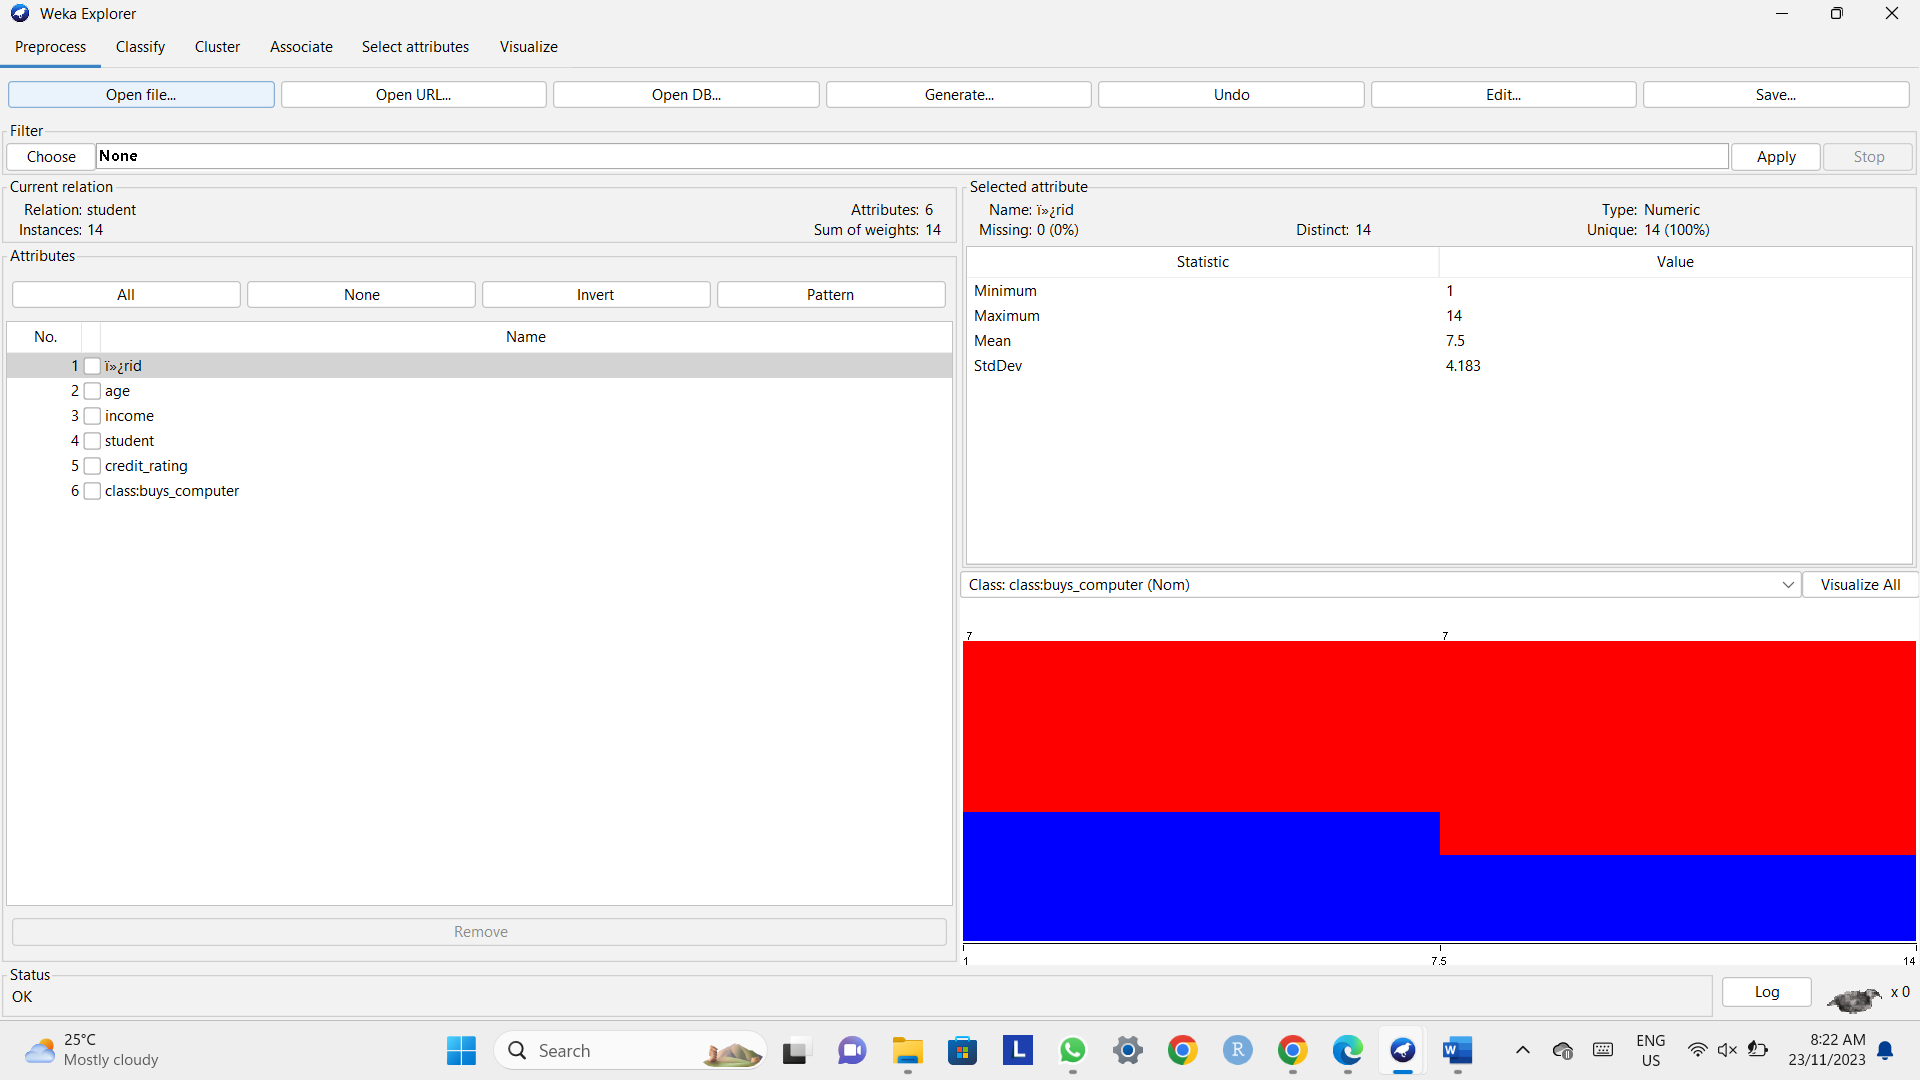 Weka Explorer
Preprocess Classify Cluster Associate Select attributes Visualize
Open file... Open URL... Open DB... Generate... Undo Edit... Save...
Filter
Choose None Apply Stop
Current relation
Relation: student Attributes: 6
Instances: 14 Sum of weights: 14
Attributes
All None Invert Pattern
No. Name
1 ï»¿rid
2 age
3 income
4 student
5 credit_rating
6 class:buys_computer
Remove
Selected attribute
Name: ï»¿rid Type: Numeric
Missing: 0 (0%) Distinct: 14 Unique: 14 (100%)
Statistic Value
Minimum 1
Maximum 14
Mean 7.5
StdDev 4.183
Class: class:buys_computer (Nom) Visualize All
7 7
1 7.5 14
Status
OK
Log x 0
25°C
Mostly cloudy
Search
L
R
W
ENG
US
8:22 AM
23/11/2023